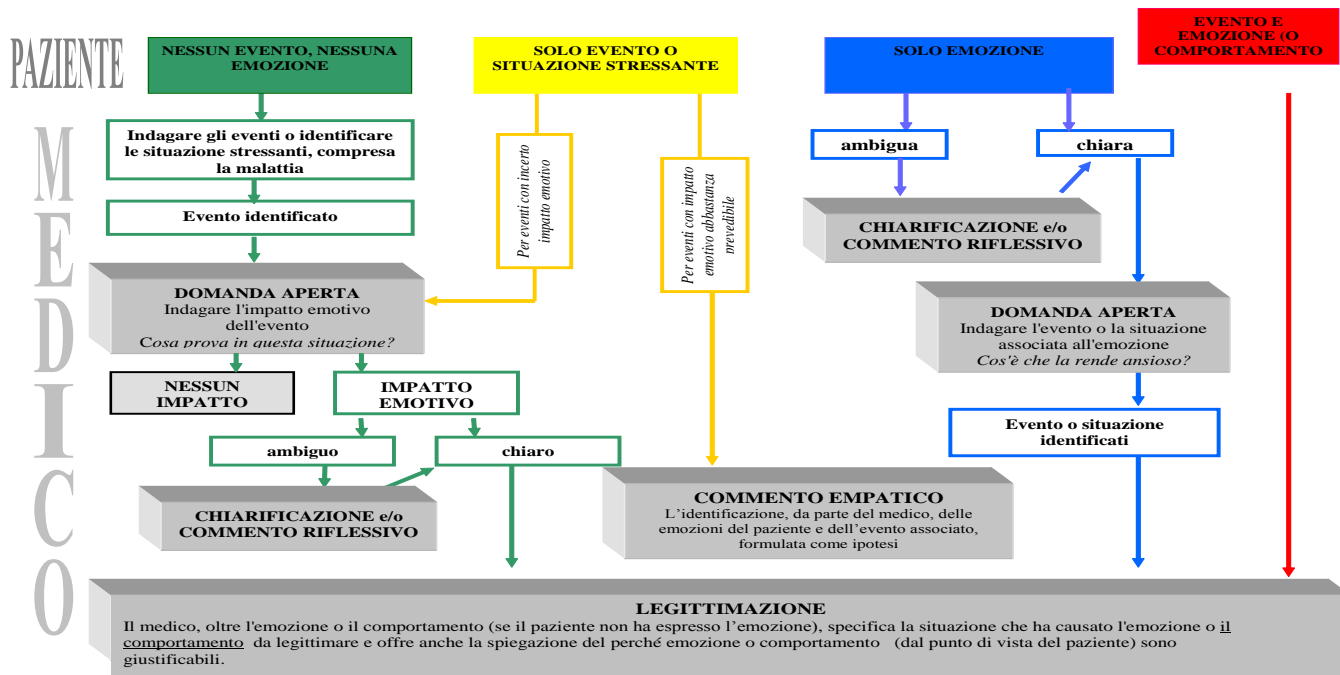 PAZIENTE
MEDICO
NESSUN EVENTO, NESSUNA
EMOZIONE
SOLO EVENTO O
SITUAZIONE STRESSANTE
SOLO EMOZIONE
EVENTO E
EMOZIONE (O
COMPORTAMENTO
Indagare gli eventi o identificare
le situazione stressanti, compresa
la malattia
Evento identificato
Per eventi con incerto
impatto emotivo
Per eventi con impatto
emotivo abbastanza
prevedibile
ambigua
chiara
CHIARIFICAZIONE e/o
COMMENTO RIFLESSIVO
DOMANDA APERTA
Indagare l'impatto emotivo
dell'evento
Cosa prova in questa situazione?
DOMANDA APERTA
Indagare l'evento o la situazione
associata all'emozione
Cos'è che la rende ansioso?
NESSUN
IMPATTO
IMPATTO
EMOTIVO
Evento o situazione
identificati
ambiguo
chiaro
CHIARIFICAZIONE e/o
COMMENTO RIFLESSIVO
COMMENTO EMPATICO
L'identificazione, da parte del medico, delle
emozioni del paziente e dell'evento associato,
formulata come ipotesi
LEGITTIMAZIONE
Il medico, oltre l'emozione o il comportamento (se il paziente non ha espresso l'emozione), specifica la situazione che ha causato l'emozione o il
comportamento da legittimare e offre anche la spiegazione del perché emozione o comportamento (dal punto di vista del paziente) sono
giustificabili.